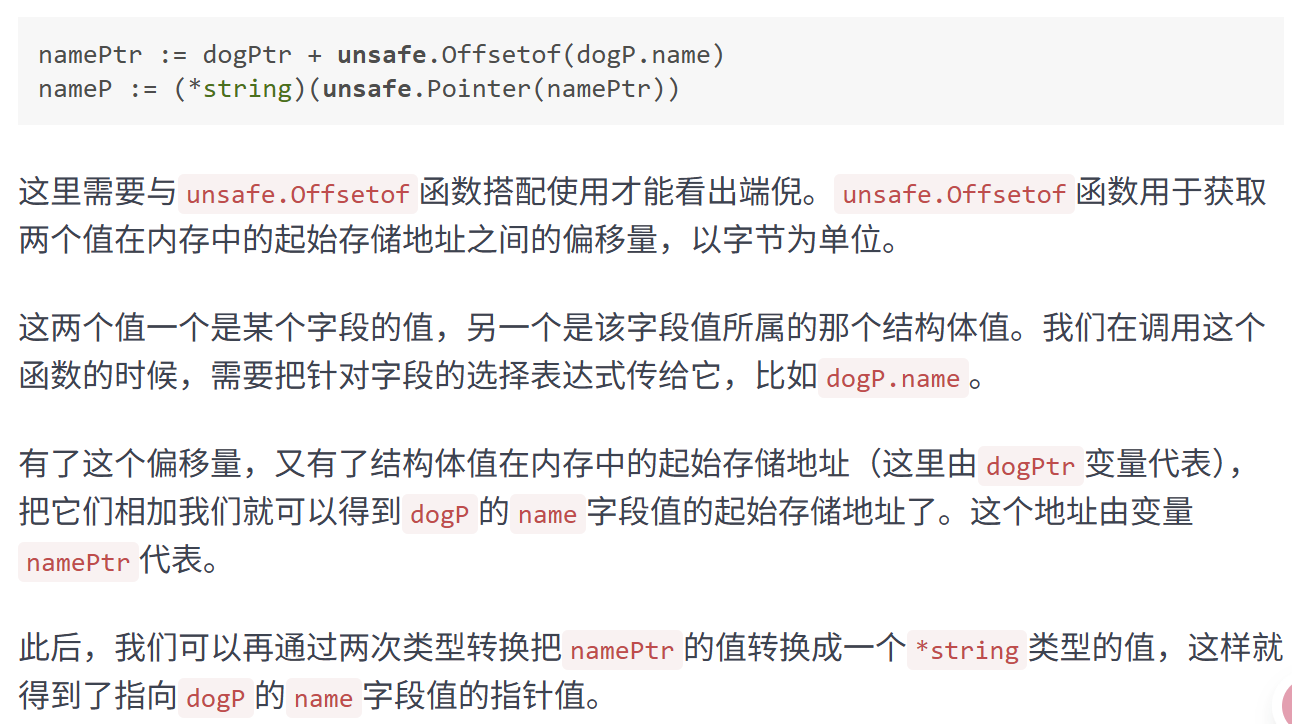 namePtr := dogPtr + unsafe.Offsetof(dogP.name)
nameP := (*string)(unsafe.Pointer(namePtr))
这里需要与unsafe.Offsetof函数搭配使用才能看出端倪。unsafe.Offsetof函数用于获取
两个值在内存中的起始存储地址之间的偏移量，以字节为单位。
这两个值一个是某个字段的值，另一个是该字段值所属的那个结构体值。我们在调用这个
函数的时候，需要把针对字段的选择表达式传给它，比如dogP.name。
有了这个偏移量，又有了结构体值在内存中的起始存储地址（这里由dogPtr变量代表），
把它们相加我们就可以得到dogP的name字段值的起始存储地址了。这个地址由变量
namePtr代表。
此后，我们可以再通过两次类型转换把namePtr的值转换成一个*string类型的值，这样就
得到了指向dogP的name字段值的指针值。